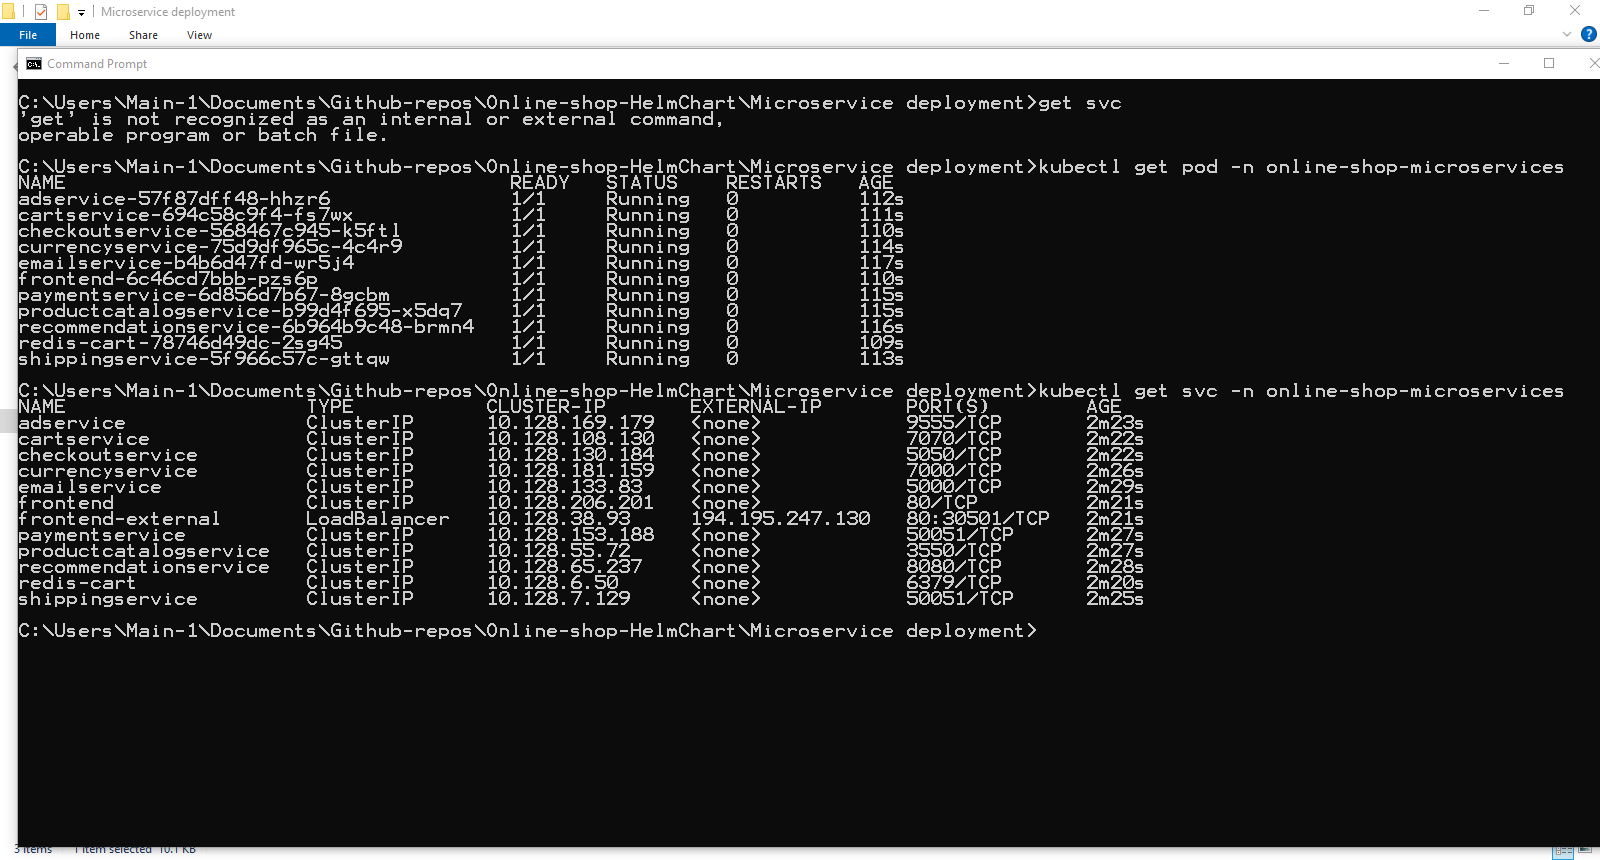 Microservice deployment
File Home Share View
Command Prompt
C:\Users\Main-1\Documents\Github-repos\Online-shop-HelmChart\Microservice deployment>get svc
'get' is not recognized as an internal or external command,
operable program or batch file.
C:\Users\Main-1\Documents\Github-repos\Online-shop-HelmChart\Microservice deployment>kubectl get pod -n online-shop-microservices
NAME READY STATUS RESTARTS AGE
adservice-57f87dff48-hhzr6 1/1 Running 0 112s
cartservice-694c58c9f4-fs7wx 1/1 Running 0 111s
checkoutservice-568467c945-k5ftl 1/1 Running 0 110s
currencyservice-75d9df965c-4c4r9 1/1 Running 0 114s
emailservice-b4b6d47fd-wr5j4 1/1 Running 0 117s
frontend-6c46cd7bbb-pzs6p 1/1 Running 0 110s
paymentservice-6d856d7b67-8gcbm 1/1 Running 0 115s
productcatalogservice-b99d4f695-x5dq7 1/1 Running 0 115s
recommendationservice-6b964b9c48-brmn4 1/1 Running 0 116s
redis-cart-78746d49dc-2sg45 1/1 Running 0 109s
shippingservice-5f966c57c-gttqw 1/1 Running 0 113s
C:\Users\Main-1\Documents\Github-repos\Online-shop-HelmChart\Microservice deployment>kubectl get svc -n online-shop-microservices
NAME TYPE CLUSTER-IP EXTERNAL-IP PORT(S) AGE
adservice ClusterIP 10.128.169.179 <none> 9555/TCP 2m23s
cartservice ClusterIP 10.128.108.130 <none> 7070/TCP 2m22s
checkoutservice ClusterIP 10.128.130.184 <none> 5050/TCP 2m22s
currencyservice ClusterIP 10.128.181.159 <none> 7000/TCP 2m26s
emailservice ClusterIP 10.128.133.83 <none> 5000/TCP 2m29s
frontend ClusterIP 10.128.206.201 <none> 80/TCP 2m21s
frontend-external LoadBalancer 10.128.38.93 194.195.247.130 80:30501/TCP 2m21s
paymentservice ClusterIP 10.128.153.188 <none> 50051/TCP 2m27s
productcatalogservice ClusterIP 10.128.55.72 <none> 3550/TCP 2m27s
recommendationservice ClusterIP 10.128.65.237 <none> 8080/TCP 2m28s
redis-cart ClusterIP 10.128.6.50 <none> 6379/TCP 2m20s
shippingservice ClusterIP 10.128.7.129 <none> 50051/TCP 2m25s
C:\Users\Main-1\Documents\Github-repos\Online-shop-HelmChart\Microservice deployment>
3 items 1 item selected 10.1 KB